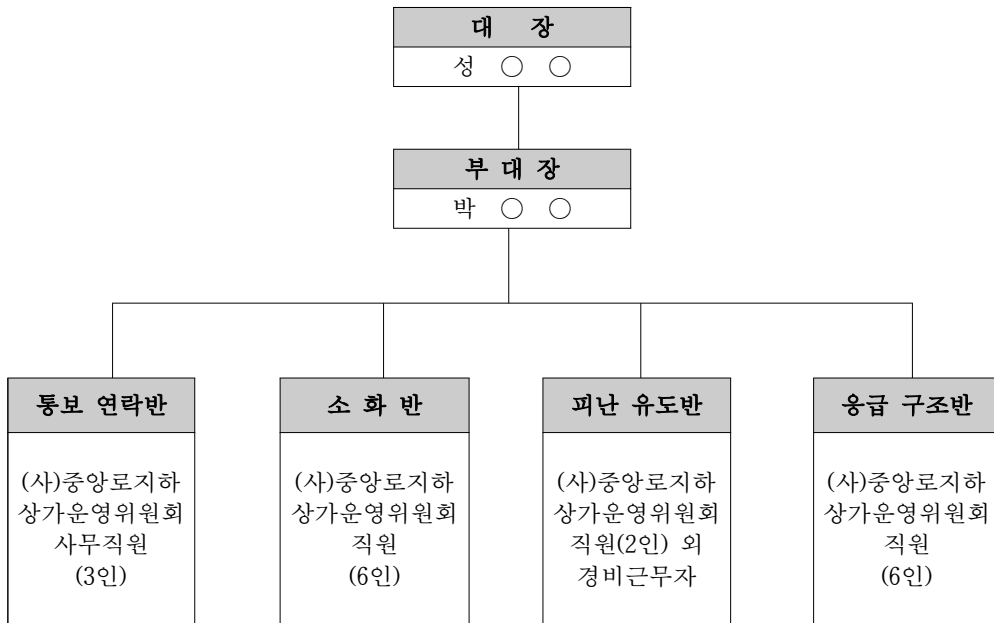 대 장
성 ○ ○
부 대 장
박 ○ ○
통보 연락반
(사)중앙로지하
상가운영위원회
사무직원
(3인)
소 화 반
(사)중앙로지하
상가운영위원회
직원
(6인)
피난 유도반
(사)중앙로지하
상가운영위원회
직원(2인) 외
경비근무자
응급 구조반
(사)중앙로지하
상가운영위원회
직원
(6인)